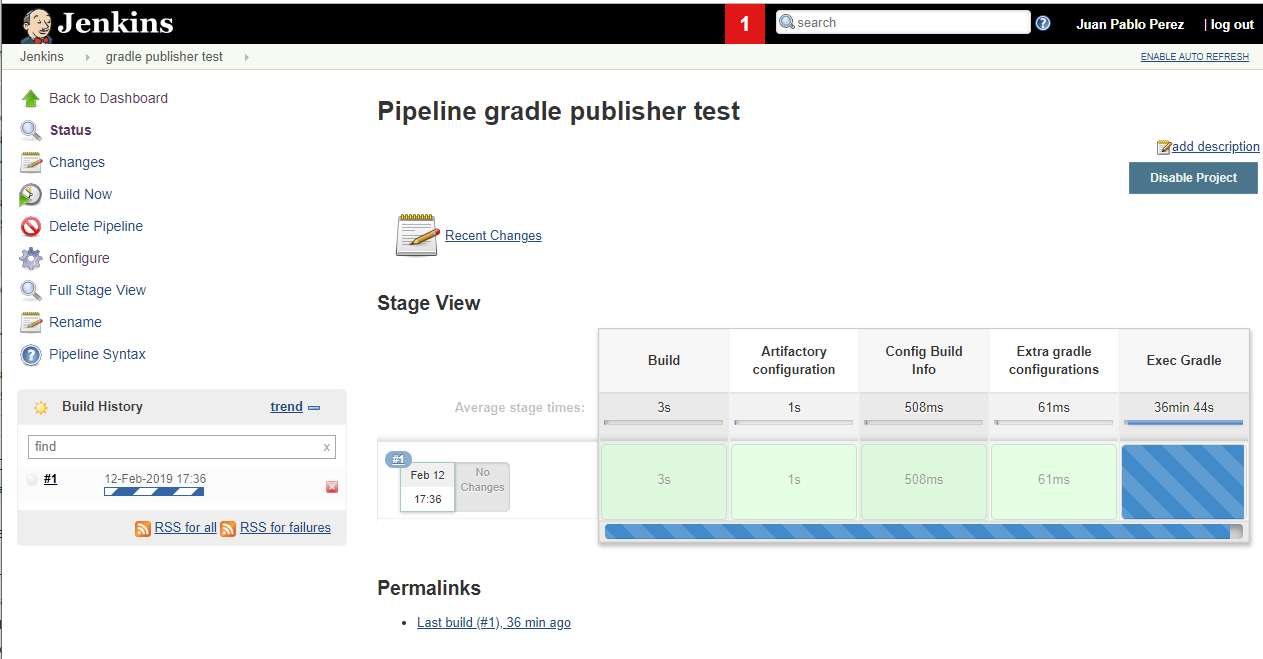 Jenkins
1
search
Juan Pablo Perez | log out
Jenkins gradle publisher test
ENABLE AUTO REFRESH
Back to Dashboard
Status
Changes
Build Now
Delete Pipeline
Configure
Full Stage View
Rename
Pipeline Syntax
Build History trend
find x
#1 12-Feb-2019 17:36
RSS for all RSS for failures
Pipeline gradle publisher test
add description
Disable Project
Recent Changes
Stage View
Build
Artifactory
configuration
Config Build
Info
Extra gradle
configurations
Exec Gradle
Average stage times:
3s 1s 508ms 61ms 36min 44s
#1
Feb 12
17:36
No
Changes
3s 1s 508ms 61ms
Permalinks
• Last build (#1), 36 min ago